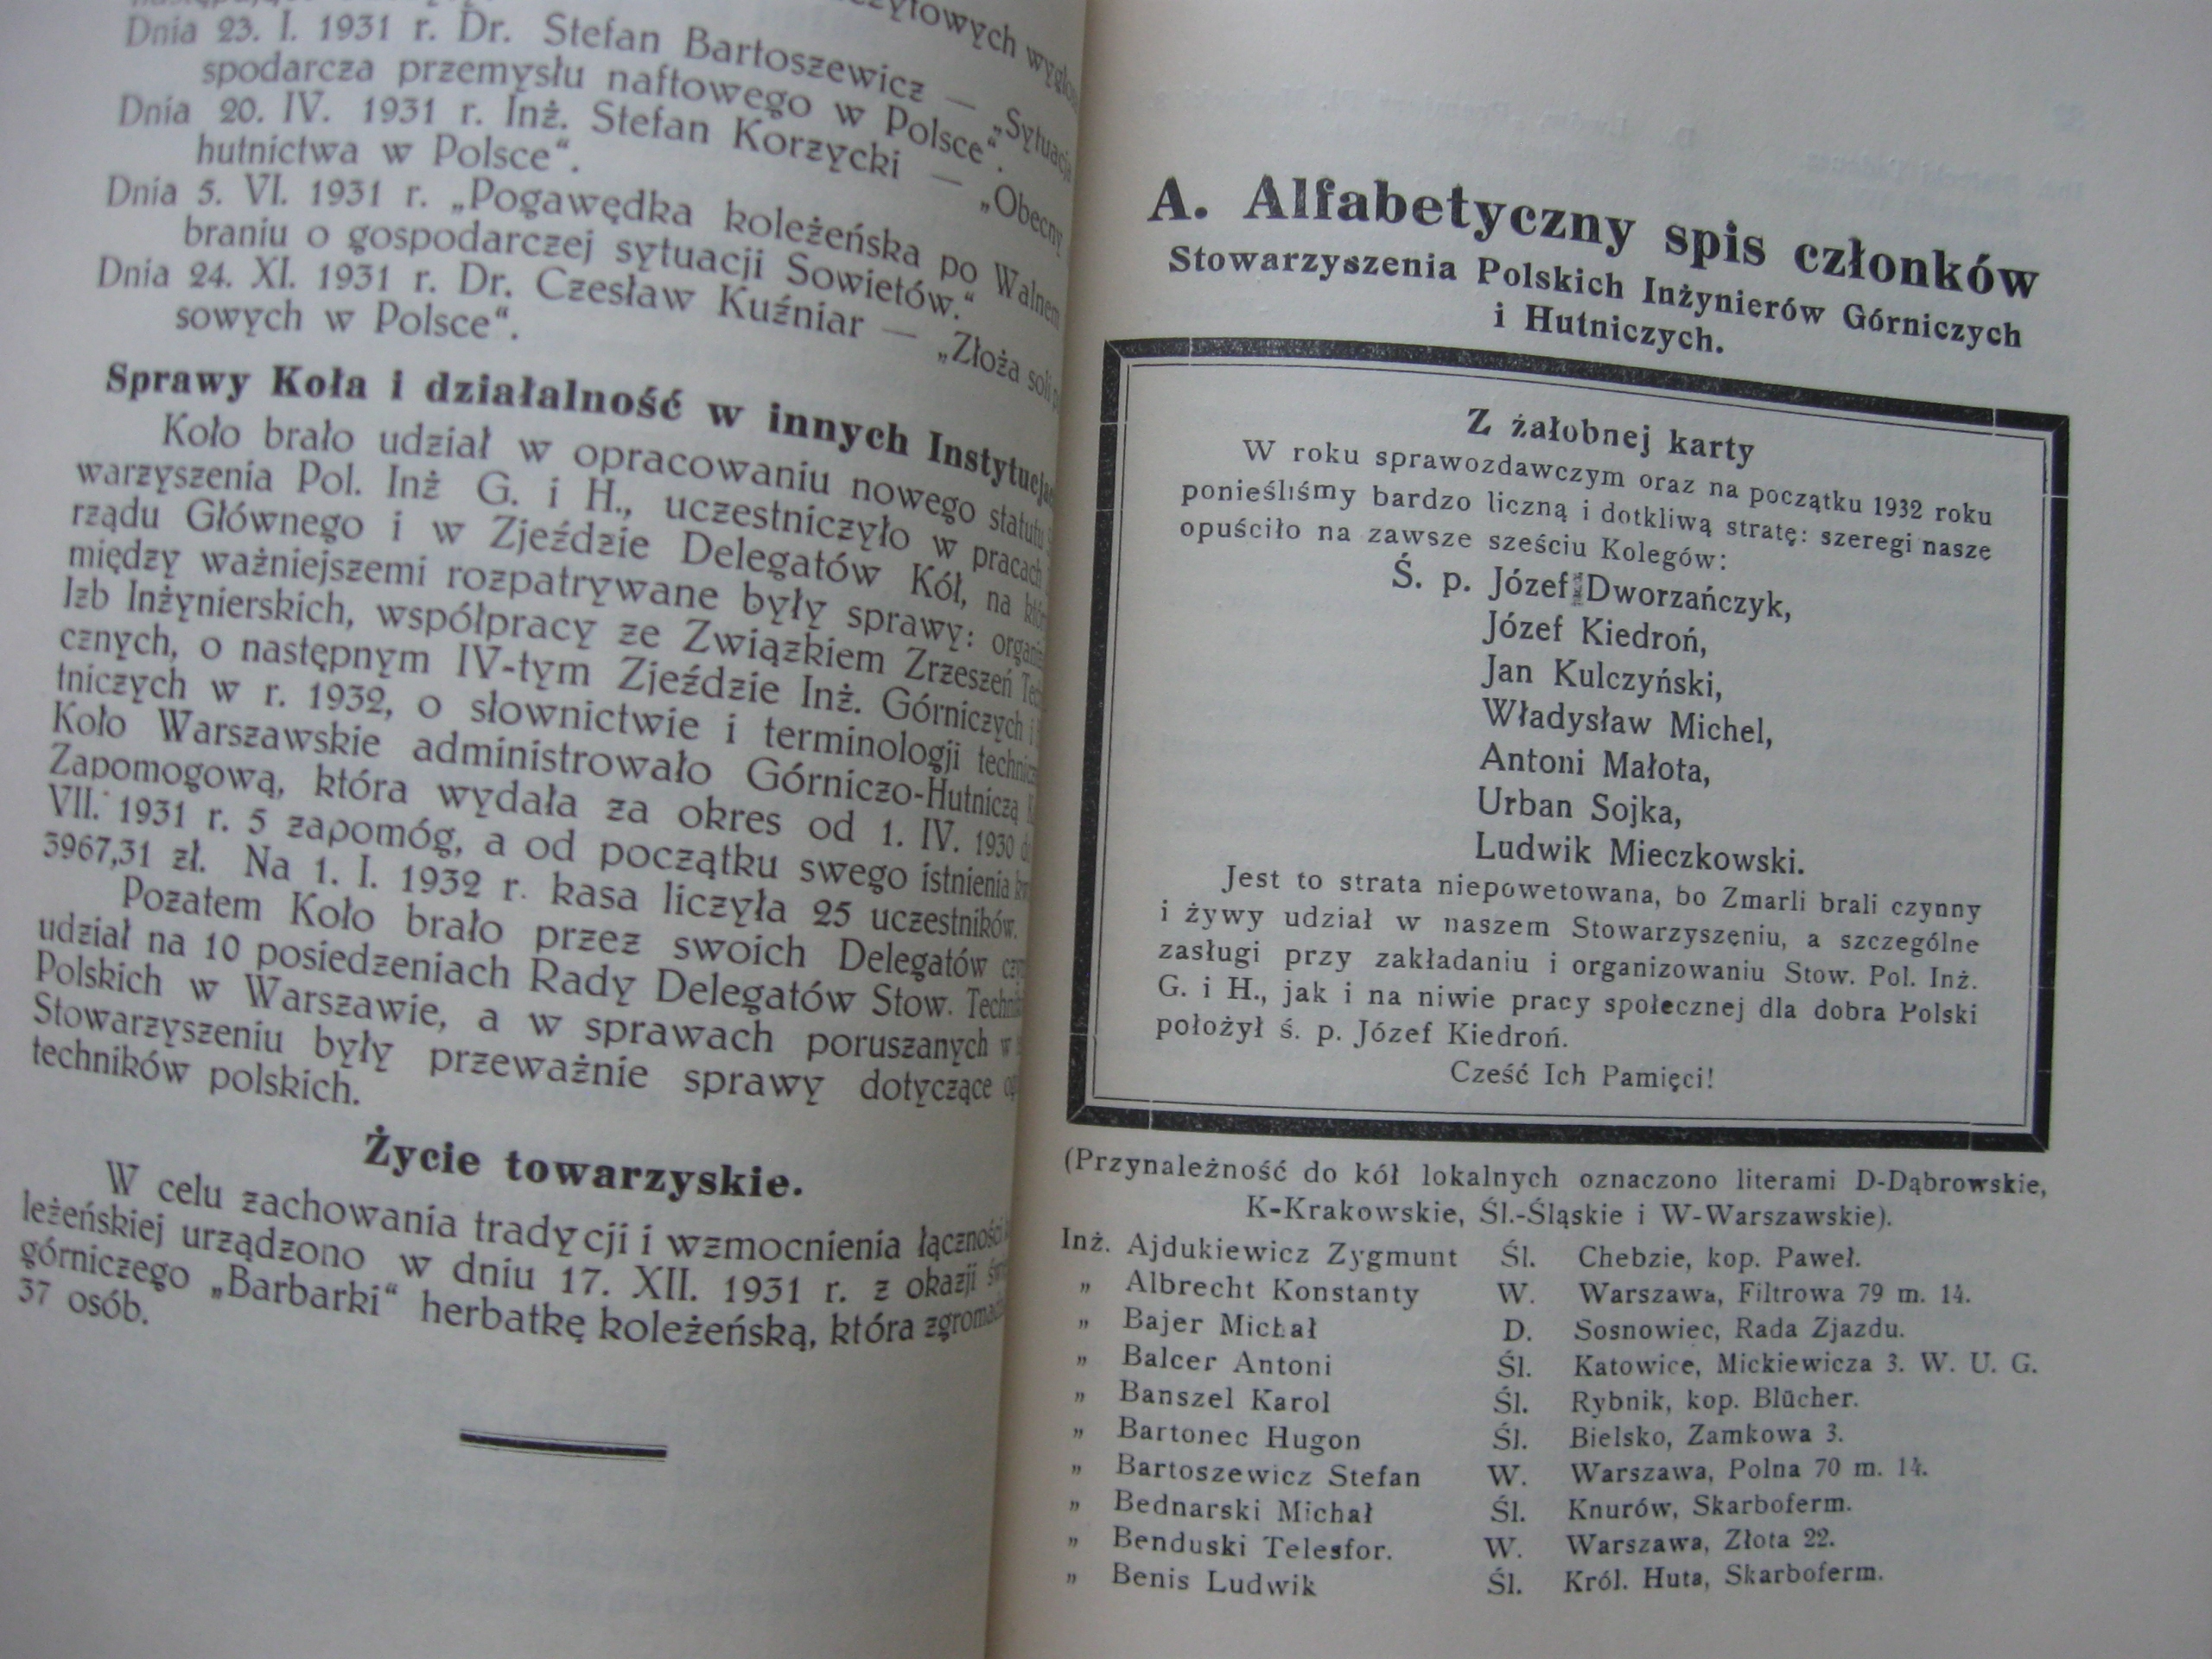 Dnia 23. I. 1931 r. Dr. Stefan Bartoszewicz — „Sytuacja
spodarcza przemysłu naftowego w Polsce“.
Dnia 20. IV. 1931 r. Inż. Stefan Korzycki — „Obecny
hutnictwa w Polsce“.
Dnia 5. VI. 1931 r. „Pogawędka koleżeńska po Walnem
braniu o gospodarczej sytuacji Sowietów.“
Dnia 24. XI. 1931 r. Dr. Czesław Kuźniar — „Złoża soli
sowych w Polsce“.
Sprawy Koła i działalność w innych
Koło brało udział w opracowaniu nowego statutu
warzyszenia Pol. Inż G. i H., uczestniczyło w pracach
rządu Głównego i w Zjeździe Delegatów Kół, na
między ważniejszemi rozpatrywane były sprawy:
Izb Inżynierskich, współpracy ze Związkiem Zrzeszeń
cznych, o następnym IV-tym Zjeździe Inż. Górniczych i
tniczych w r. 1932, o słownictwie i terminologji
Koło Warszawskie administrowało Górniczo-Hutniczą
Zapomogową, która wydała za okres od 1. IV. 1930
VII. 1931 r. 5 zapomóg, a od początku swego istnienia
3967,31 zł. Na 1. I. 1932 r. kasa liczyła 25 uczestników.
Pozatem Koło brało przez swoich Delegatów
udział na 10 posiedzeniach Rady Delegatów Stow.
Polskich w Warszawie, a w sprawach poruszanych w
Stowarzyszeniu były przeważnie sprawy dotyczące
techników polskich.
Życie towarzyskie.
W celu zachowania tradycji i wzmocnienia łączności
leżeńskiej urządzono w dniu 17. XII. 1931 r. z okazji
górniczego „Barbarki“ herbatkę koleżeńską, która
37 osób.
A. Alfabetyczny spis członków
Stowarzyszenia Polskich Inżynierów Górniczych
i Hutniczych.
Z żałobnej karty
W roku sprawozdawczym oraz na początku 1932 roku
ponieśliśmy bardzo liczną i dotkliwą stratę: szeregi nasze
opuściło na zawsze sześciu Kolegów:
Ś. p. Józef Dworzańczyk,
Józef Kiedroń,
Jan Kulczyński,
Władysław Michel,
Antoni Małota,
Urban Sojka,
Ludwik Mieczkowski.
Jest to strata niepowetowana, bo Zmarli brali czynny
i żywy udział w naszem Stowarzyszeniu, a szczególne
zasługi przy zakładaniu i organizowaniu Stow. Pol. Inż.
G. i H., jak i na niwie pracy społecznej dla dobra Polski
położył ś. p. Józef Kiedroń.
Cześć Ich Pamięci!
(Przynależność do kół lokalnych oznaczono literami D-Dąbrowskie,
K-Krakowskie, Śl.-Śląskie i W-Warszawskie).
Inż. Ajdukiewicz Zygmunt Śl. Chebzie, kop. Paweł.
„ Albrecht Konstanty W. Warszawa, Filtrowa 79 m. 14.
„ Bajer Michał D. Sosnowiec, Rada Zjazdu.
„ Balcer Antoni Śl. Katowice, Mickiewicza 3. W. U. G.
„ Banszel Karol Śl. Rybnik, kop. Blücher.
„ Bartonec Hugon Śl. Bielsko, Zamkowa 3.
„ Bartoszewicz Stefan W. Warszawa, Polna 70 m. 14.
„ Bednarski Michał Śl. Knurów, Skarboferm.
„ Benduski Telesfor. W. Warszawa, Złota 22.
„ Benis Ludwik Śl. Król. Huta, Skarboferm.